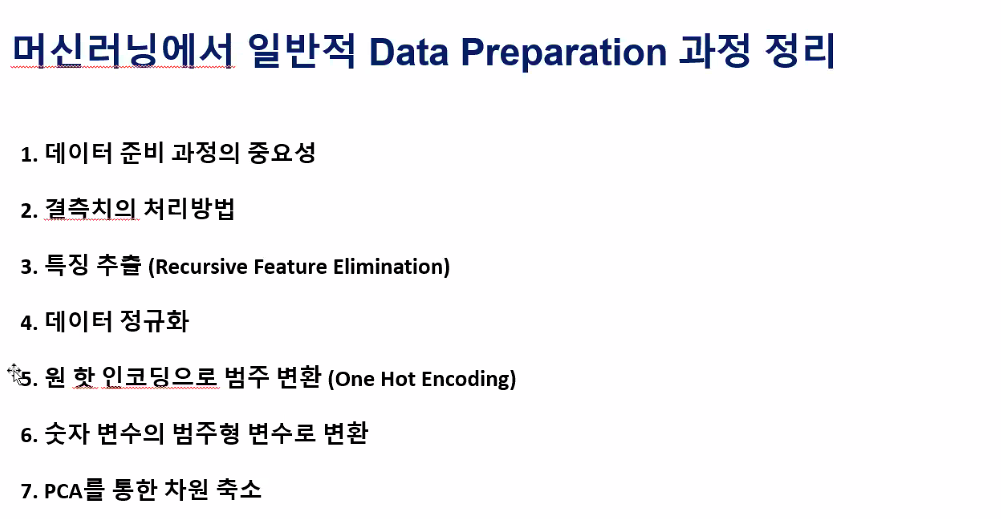 머신러닝에서 일반적 Data Preparation 과정 정리
1. 데이터 준비 과정의 중요성
2. 결측치의 처리방법
3. 특징 추출 (Recursive Feature Elimination)
4. 데이터 정규화
5. 원 핫 인코딩으로 범주 변환 (One Hot Encoding)
6. 숫자 변수의 범주형 변수로 변환
7. PCA를 통한 차원 축소